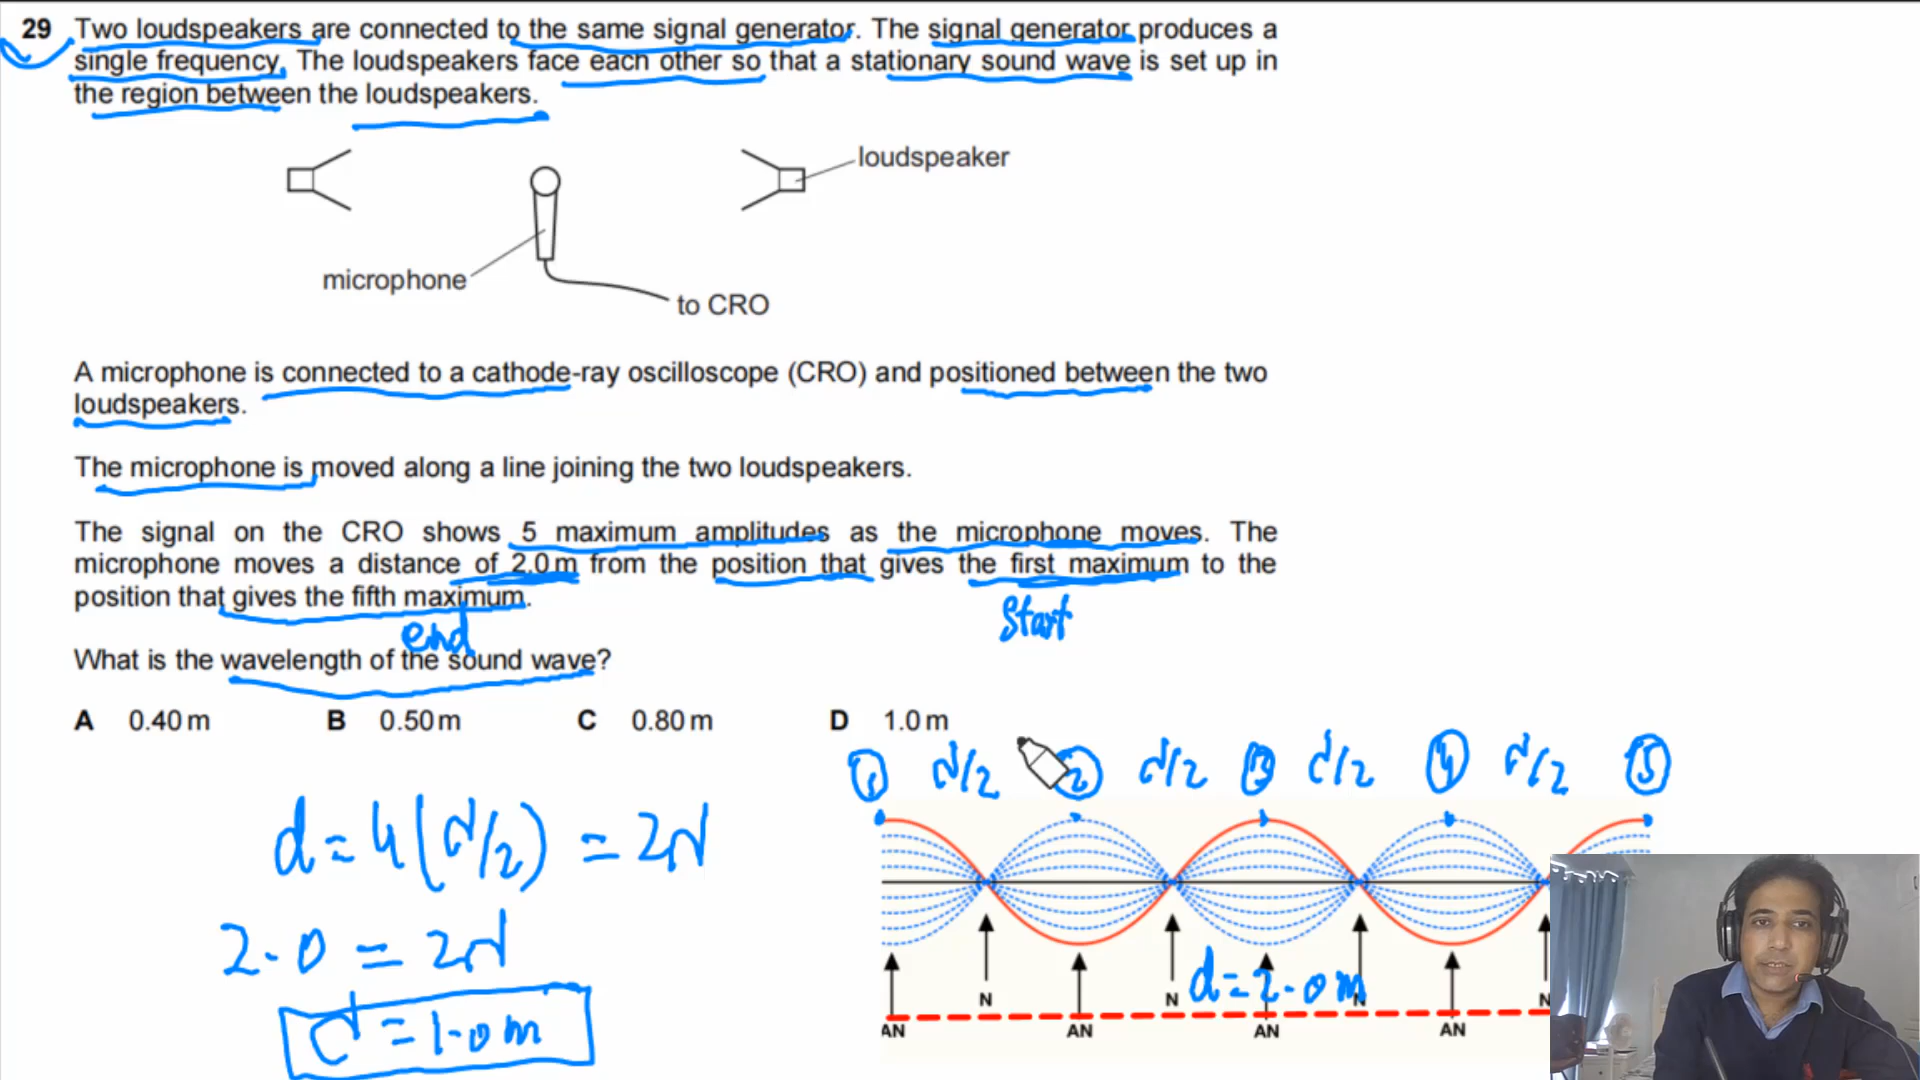 29 Two loudspeakers are connected to the same signal generator. The signal generator produces a
single frequency. The loudspeakers face each other so that a stationary sound wave is set up in
the region between the loudspeakers.
loudspeaker
microphone
to CRO
A microphone is connected to a cathode-ray oscilloscope (CRO) and positioned between the two
loudspeakers.
The microphone is moved along a line joining the two loudspeakers.
The signal on the CRO shows 5 maximum amplitudes as the microphone moves. The
microphone moves a distance of 2.0 m from the position that gives the first maximum to the
position that gives the fifth maximum.
Start
end
What is the wavelength of the sound wave?
A 0.40 m B 0.50 m C 0.80 m D 1.0 m
1 λ/2 2 λ/2 3 λ/2 4 λ/2 5
d = 4(λ/2) = 2λ
2.0 = 2λ
λ = 1.0 m
d = 2.0 m
N N N N
AN AN AN AN